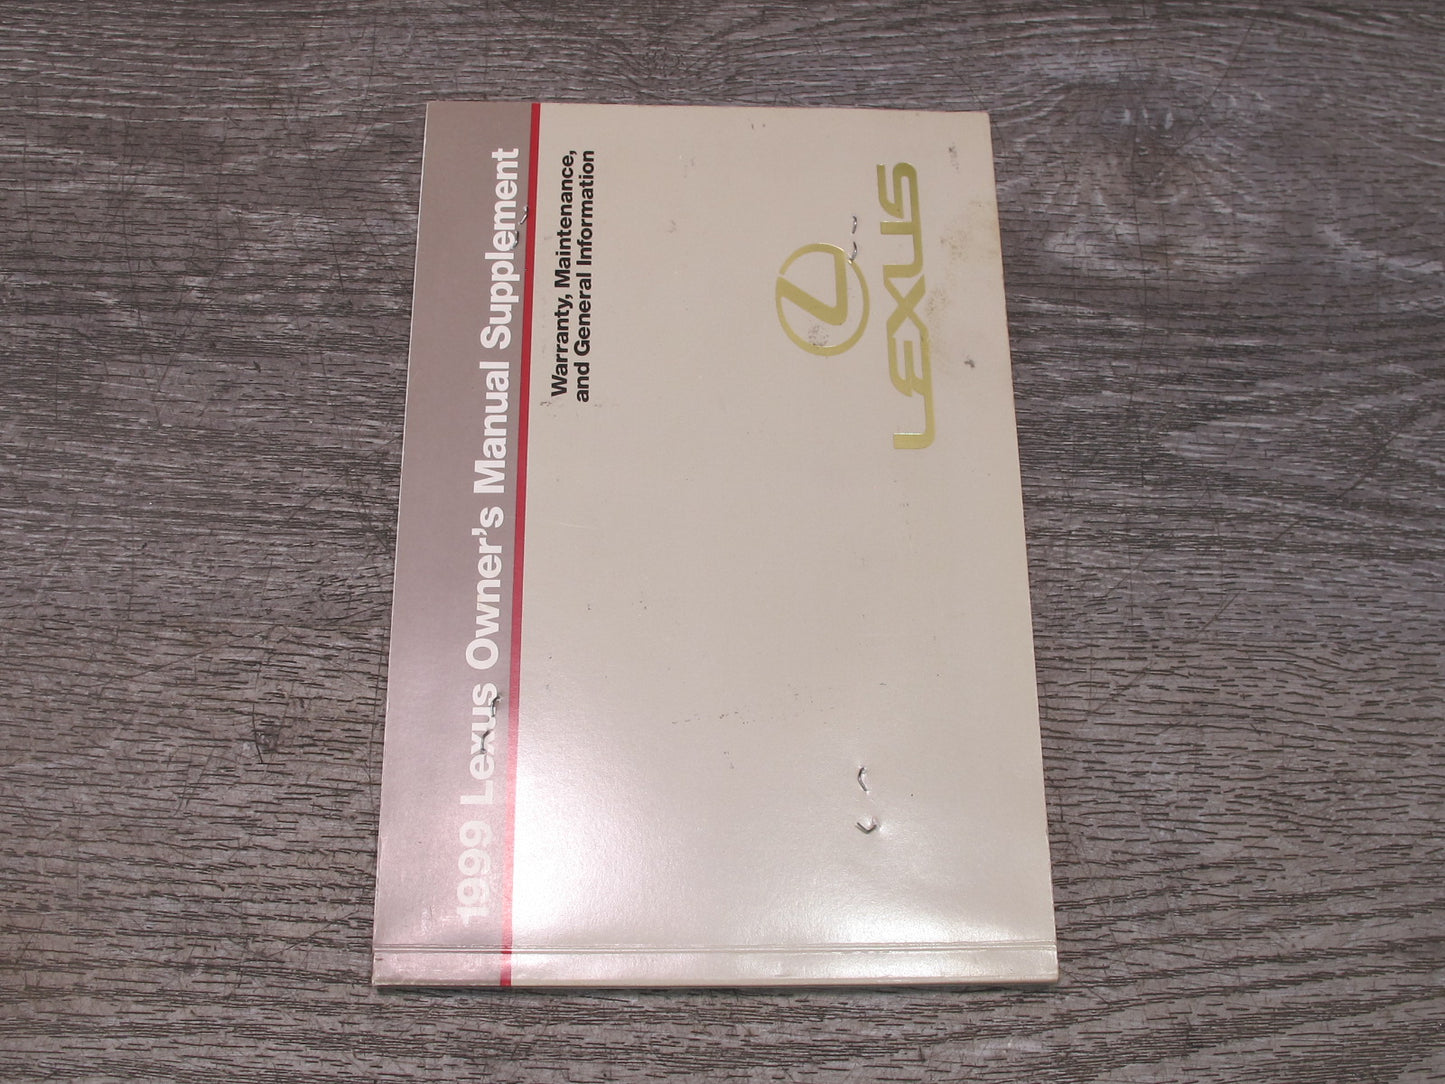 1999 Lexus Owner's Manual Supplement
Warranty, Maintenance,
and General Information
LEXUS